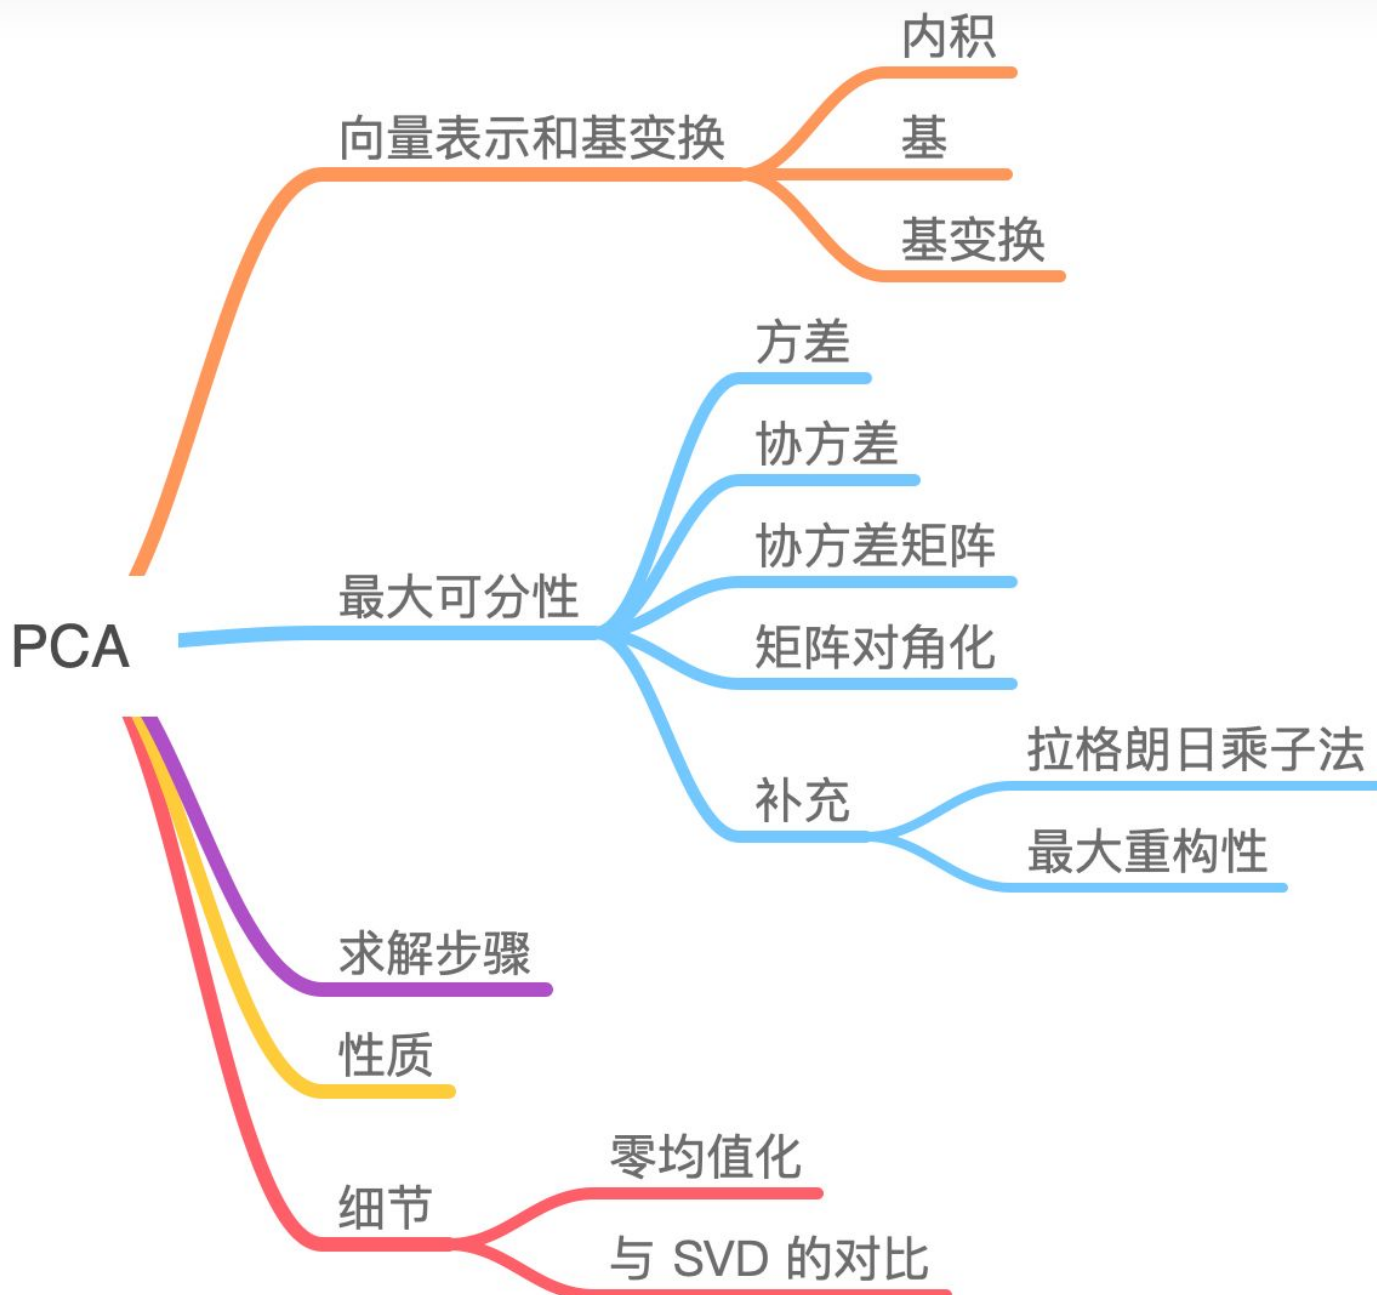 内积
向量表示和基变换
基
基变换
方差
协方差
协方差矩阵
最大可分性
PCA
矩阵对角化
拉格朗日乘子法
补充
最大重构性
求解步骤
性质
零均值化
细节
与 SVD 的对比